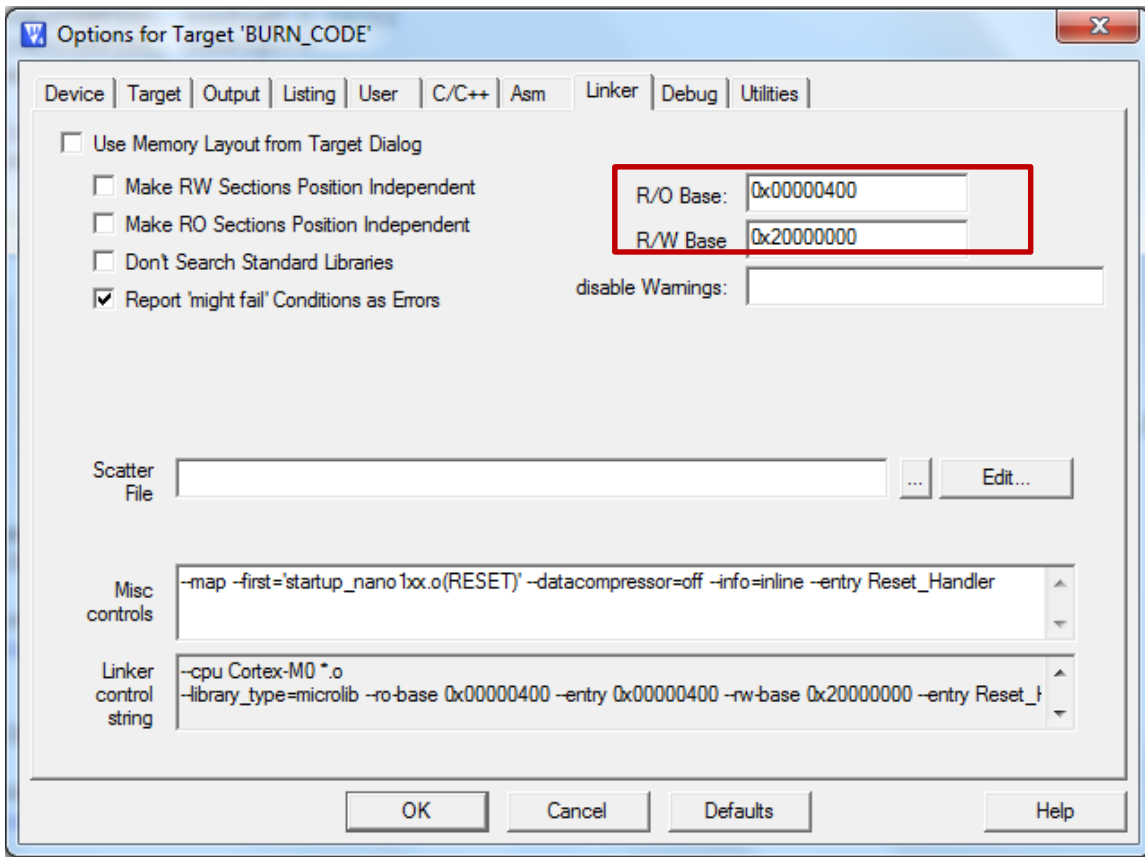 Options for Target 'BURN_CODE'
Device Target Output Listing User C/C++ Asm Linker Debug Utilities
Use Memory Layout from Target Dialog
Make RW Sections Position Independent
Make RO Sections Position Independent
Don't Search Standard Libraries
Report 'might fail' Conditions as Errors
R/O Base: 0x00000400
R/W Base 0x20000000
disable Warnings:
Scatter
File
... Edit...
Misc
controls
--map --first='startup_nano1xx.o(RESET)' --datacompressor=off --info=inline --entry Reset_Handler
Linker
control
string
--cpu Cortex-M0 *.o
--library_type=microlib --ro-base 0x00000400 --entry 0x00000400 --rw-base 0x20000000 --entry
OK Cancel Defaults Help